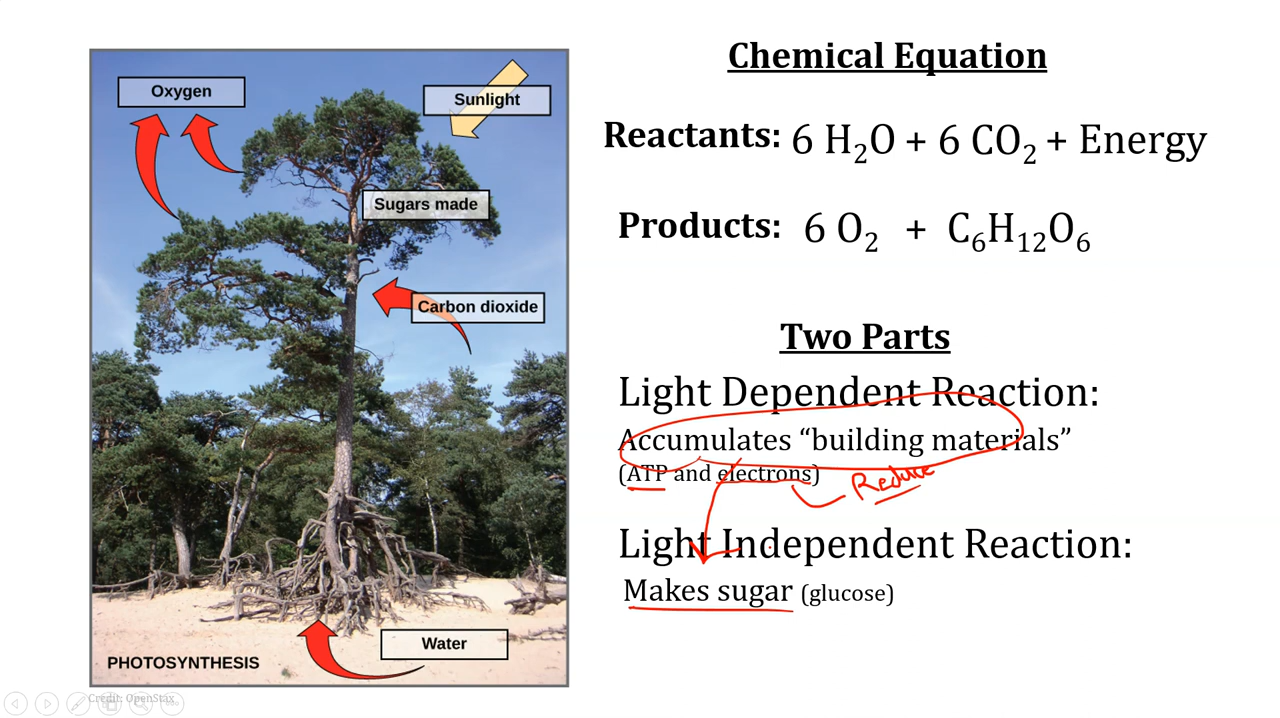 Chemical Equation
Oxygen
Sunlight
Reactants: 6 H₂O + 6 CO₂ + Energy
Sugars made
Products: 6 O₂ + C₆H₁₂O₆
Carbon dioxide
Two Parts
Light Dependent Reaction:
Accumulates “building materials”
(ATP and electrons)
Reduce
Light Independent Reaction:
Makes sugar (glucose)
Water
PHOTOSYNTHESIS
Credit: OpenStax